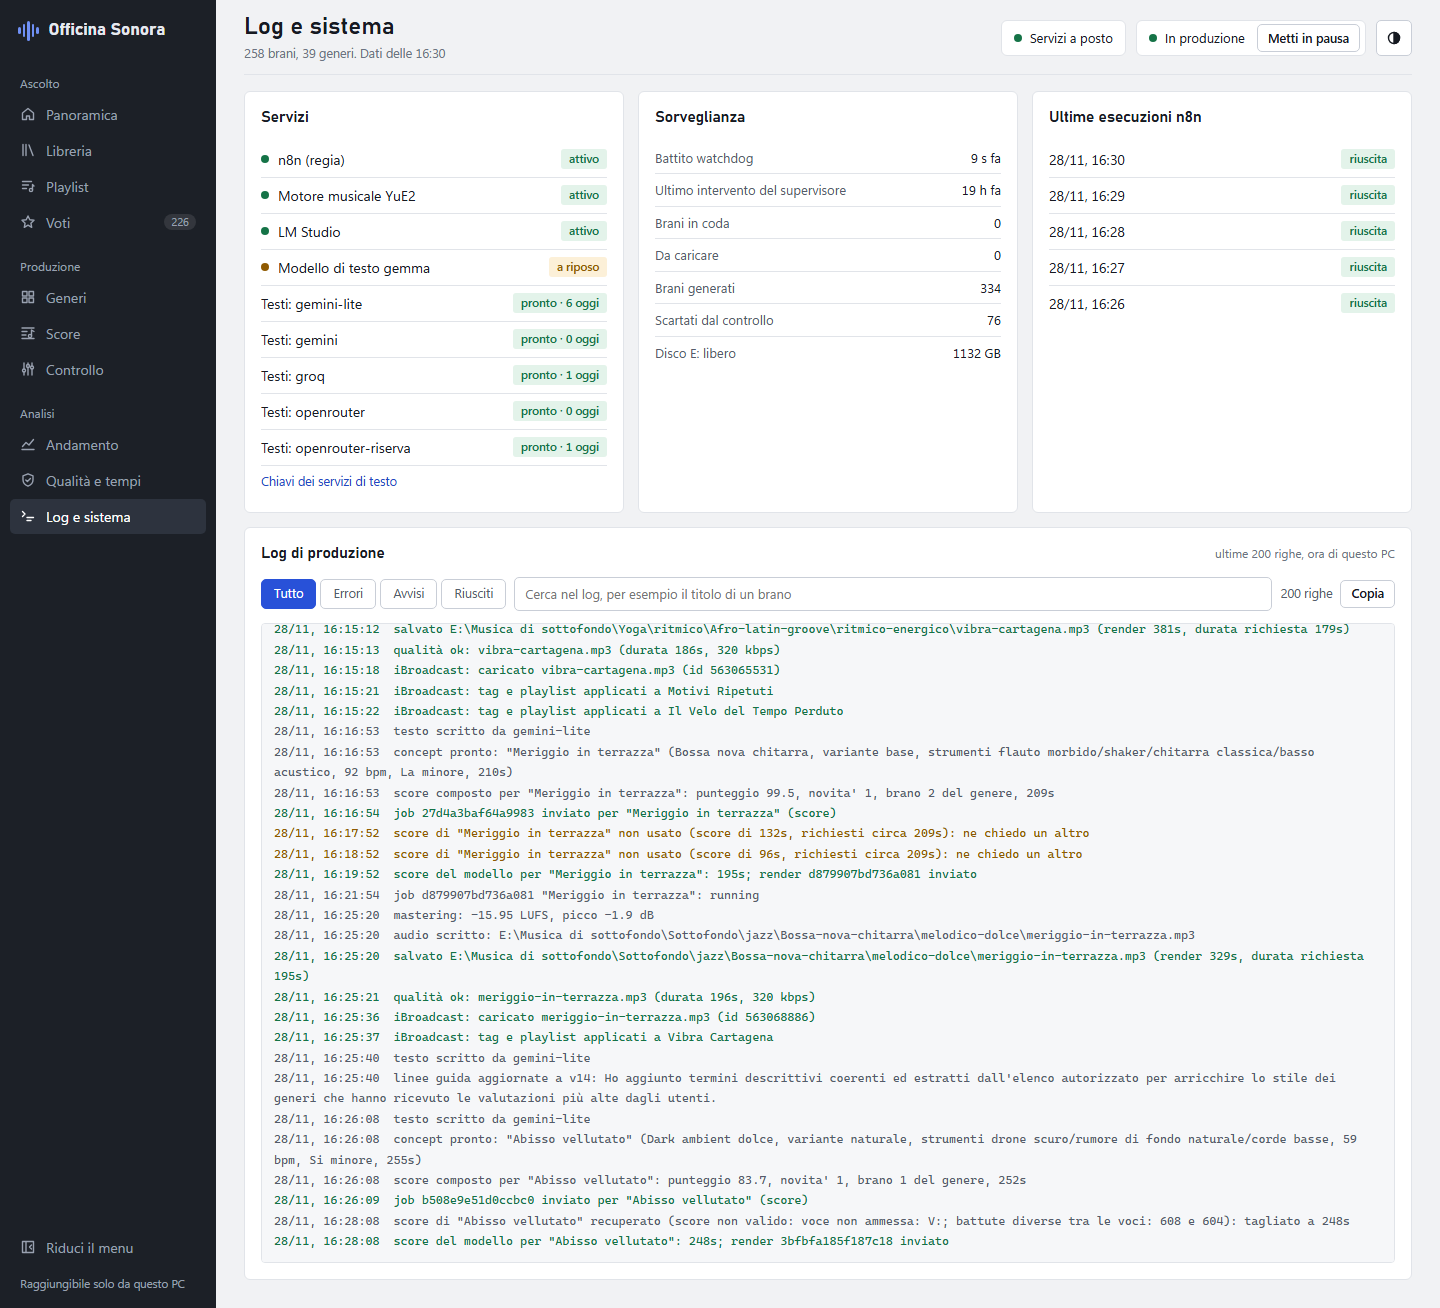 Officina Sonora
Ascolto
Panoramica
Libreria
Playlist
Voti 226
Produzione
Generi
Score
Controllo
Analisi
Andamento
Qualità e tempi
Log e sistema
Riduci il menu
Raggiungibile solo da questo PC
Log e sistema
258 brani, 39 generi. Dati delle 16:30
Servizi a posto
In produzione Metti in pausa
Servizi
n8n (regia) attivo
Motore musicale YuE2 attivo
LM Studio attivo
Modello di testo gemma a riposo
Testi: gemini-lite pronto · 6 oggi
Testi: gemini pronto · 0 oggi
Testi: groq pronto · 1 oggi
Testi: openrouter pronto · 0 oggi
Testi: openrouter-riserva pronto · 1 oggi
Chiavi dei servizi di testo
Sorveglianza
Battito watchdog 9 s fa
Ultimo intervento del supervisore 19 h fa
Brani in coda 0
Da caricare 0
Brani generati 334
Scartati dal controllo 76
Disco E: libero 1132 GB
Ultime esecuzioni n8n
28/11, 16:30 riuscita
28/11, 16:29 riuscita
28/11, 16:28 riuscita
28/11, 16:27 riuscita
28/11, 16:26 riuscita
Log di produzione
ultime 200 righe, ora di questo PC
Tutto Errori Avvisi Riusciti Cerca nel log, per esempio il titolo di un brano 200 righe Copia
28/11, 16:15:12 salvato E:\Musica di sottofondo\Yoga\ritmico\Afro-latin-groove\ritmico-energico\vibra-cartagena.mp3 (render 381s, durata richiesta 179s)
28/11, 16:15:13 qualità ok: vibra-cartagena.mp3 (durata 186s, 320 kbps)
28/11, 16:15:18 iBroadcast: caricato vibra-cartagena.mp3 (id 563065531)
28/11, 16:15:21 iBroadcast: tag e playlist applicati a Motivi Ripetuti
28/11, 16:15:22 iBroadcast: tag e playlist applicati a Il Velo del Tempo Perduto
28/11, 16:16:53 testo scritto da gemini-lite
28/11, 16:16:53 concept pronto: "Meriggio in terrazza" (Bossa nova chitarra, variante base, strumenti flauto morbido/shaker/chitarra classica/basso
acustico, 92 bpm, La minore, 210s)
28/11, 16:16:53 score composto per "Meriggio in terrazza": punteggio 99.5, novita' 1, brano 2 del genere, 209s
28/11, 16:16:54 job 27d4a3baf64a9983 inviato per "Meriggio in terrazza" (score)
28/11, 16:17:52 score di "Meriggio in terrazza" non usato (score di 132s, richiesti circa 209s): ne chiedo un altro
28/11, 16:18:52 score di "Meriggio in terrazza" non usato (score di 96s, richiesti circa 209s): ne chiedo un altro
28/11, 16:19:52 score del modello per "Meriggio in terrazza": 195s; render d879907bd736a081 inviato
28/11, 16:21:54 job d879907bd736a081 "Meriggio in terrazza": running
28/11, 16:25:20 mastering: -15.95 LUFS, picco -1.9 dB
28/11, 16:25:20 audio scritto: E:\Musica di sottofondo\Sottofondo\jazz\Bossa-nova-chitarra\melodico-dolce\meriggio-in-terrazza.mp3
28/11, 16:25:20 salvato E:\Musica di sottofondo\Sottofondo\jazz\Bossa-nova-chitarra\melodico-dolce\meriggio-in-terrazza.mp3 (render 329s, durata richiesta
195s)
28/11, 16:25:21 qualità ok: meriggio-in-terrazza.mp3 (durata 196s, 320 kbps)
28/11, 16:25:36 iBroadcast: caricato meriggio-in-terrazza.mp3 (id 563068886)
28/11, 16:25:37 iBroadcast: tag e playlist applicati a Vibra Cartagena
28/11, 16:25:40 testo scritto da gemini-lite
28/11, 16:25:40 linee guida aggiornate a v14: Ho aggiunto termini descrittivi coerenti ed estratti dall'elenco autorizzato per arricchire lo stile dei
generi che hanno ricevuto le valutazioni più alte dagli utenti.
28/11, 16:26:08 testo scritto da gemini-lite
28/11, 16:26:08 concept pronto: "Abisso vellutato" (Dark ambient dolce, variante naturale, strumenti drone scuro/rumore di fondo naturale/corde basse, 59
bpm, Si minore, 255s)
28/11, 16:26:08 score composto per "Abisso vellutato": punteggio 83.7, novita' 1, brano 1 del genere, 252s
28/11, 16:26:09 job b508e9e51d0ccbc0 inviato per "Abisso vellutato" (score)
28/11, 16:28:08 score di "Abisso vellutato" recuperato (score non valido: voce non ammessa: V:; battute diverse tra le voci: 608 e 604): tagliato a 248s
28/11, 16:28:08 score del modello per "Abisso vellutato": 248s; render 3bfbfa185f187c18 inviato